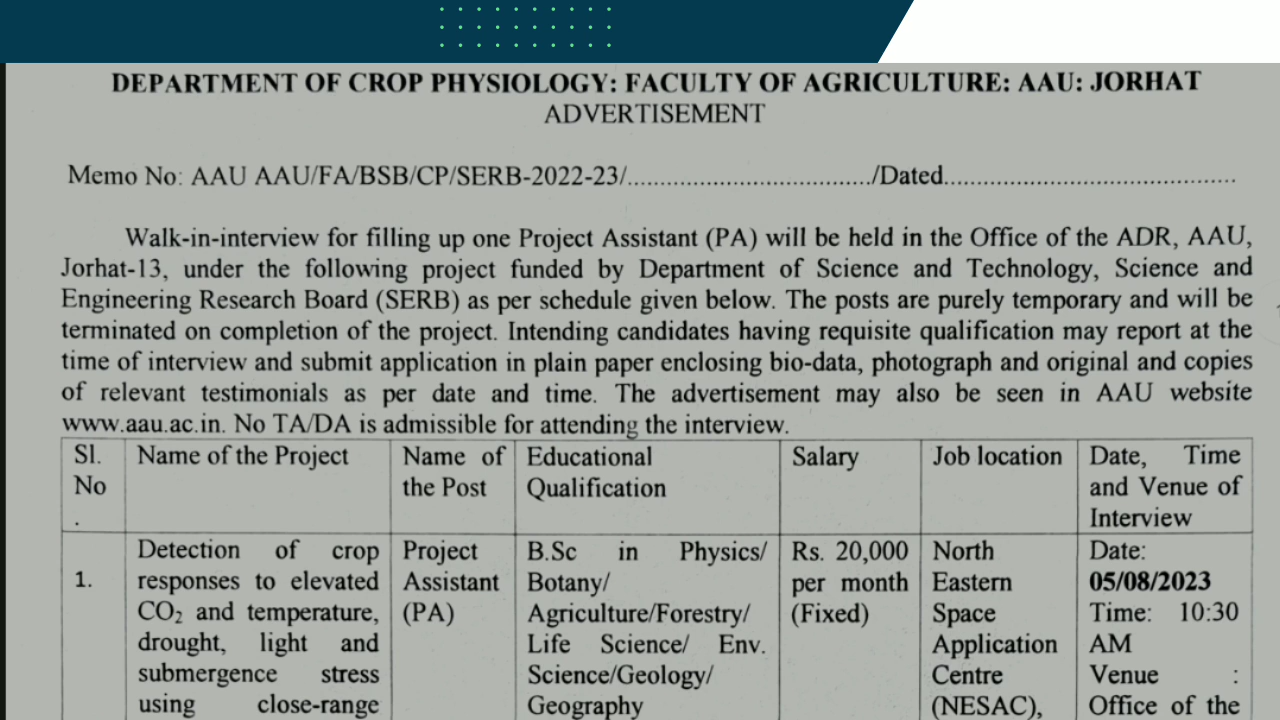 DEPARTMENT OF CROP PHYSIOLOGY: FACULTY OF AGRICULTURE: AAU: JORHAT
ADVERTISEMENT
Memo No: AAU AAU/FA/BSB/CP/SERB-2022-23/...................................../Dated............................................
Walk-in-interview for filling up one Project Assistant (PA) will be held in the Office of the ADR, AAU,
Jorhat-13, under the following project funded by Department of Science and Technology, Science and
Engineering Research Board (SERB) as per schedule given below. The posts are purely temporary and will be
terminated on completion of the project. Intending candidates having requisite qualification may report at the
time of interview and submit application in plain paper enclosing bio-data, photograph and original and copies
of relevant testimonials as per date and time. The advertisement may also be seen in AAU website
www.aau.ac.in. No TA/DA is admissible for attending the interview.
Sl.
No
.
Name of the Project
Name of
the Post
Educational
Qualification
Salary
Job location
Date, Time
and Venue of
Interview
1.
Detection of crop
responses to elevated
CO₂ and temperature,
drought, light and
submergence stress
using close-range
Project
Assistant
(PA)
B.Sc in Physics/
Botany/
Agriculture/Forestry/
Life Science/ Env.
Science/Geology/
Geography
Rs. 20,000
per month
(Fixed)
North
Eastern
Space
Application
Centre
(NESAC),
Date:
05/08/2023
Time: 10:30
AM
Venue :
Office of the